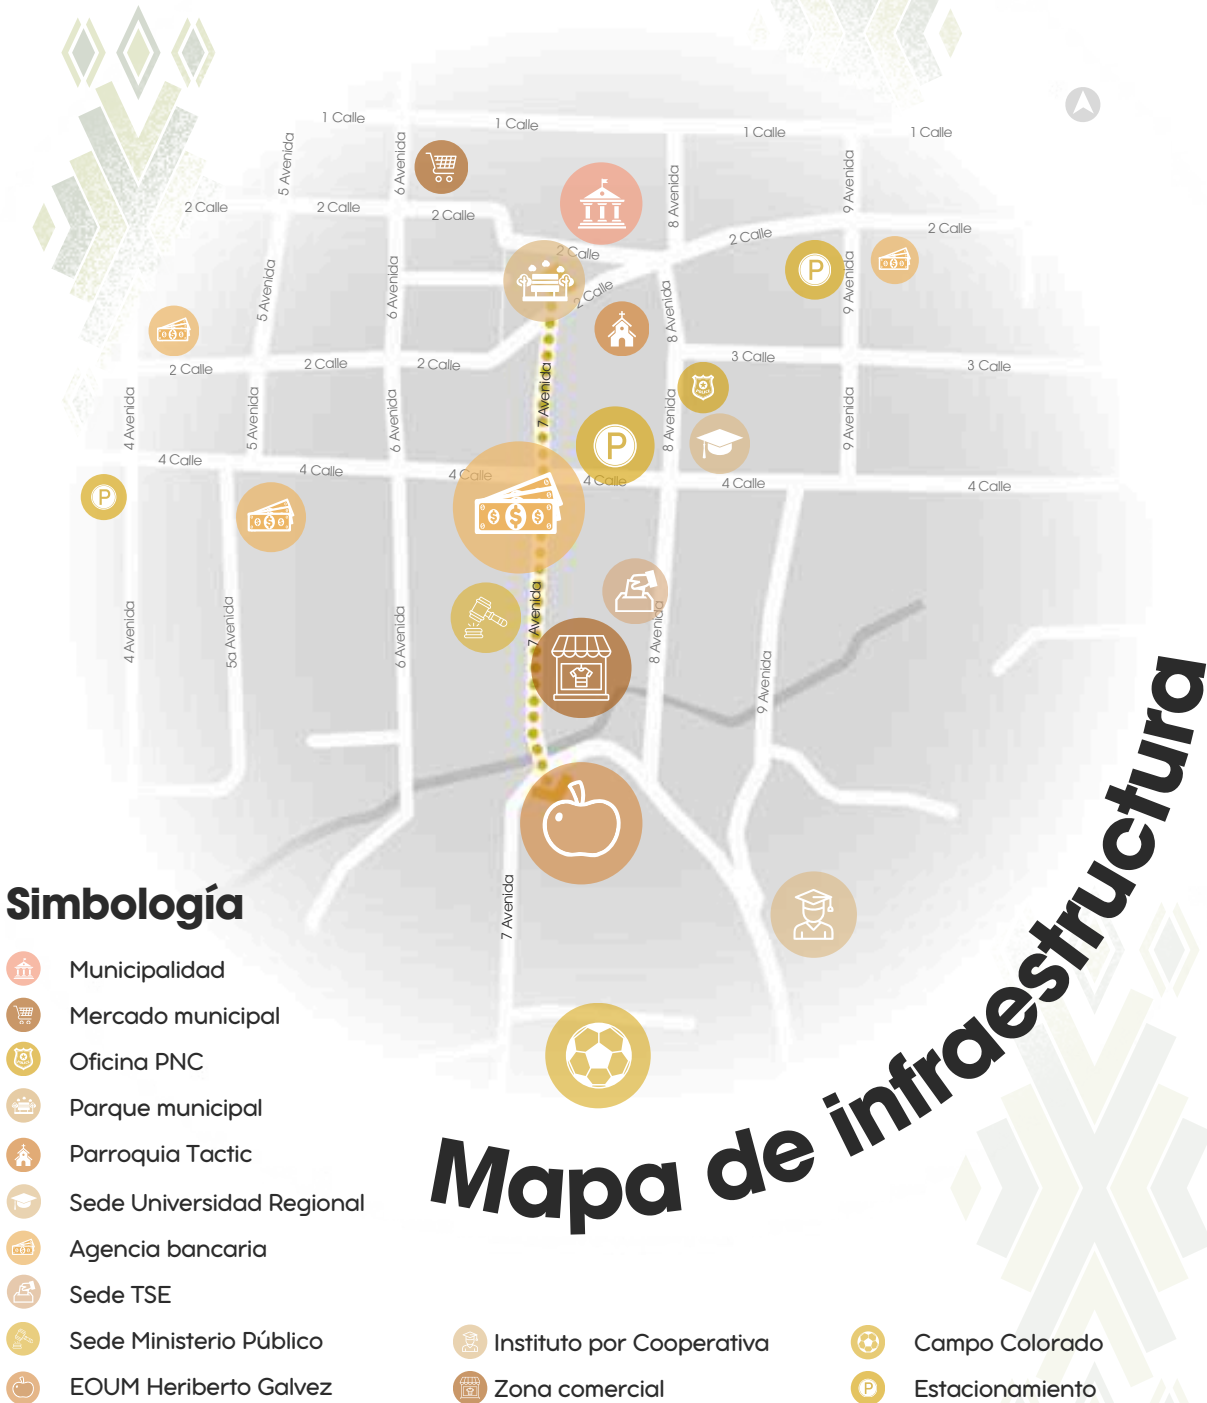 1 Calle
1 Calle
1 Calle
1 Calle
5 Avenida
6 Avenida
8 Avenida
9 Avenida
2 Calle
2 Calle
2 Calle
2 Calle
2 Calle
2 Calle
2 Calle
5 Avenida
6 Avenida
8 Avenida
9 Avenida
P
3 Calle
3 Calle
2 Calle
2 Calle
2 Calle
4 Avenida
5 Avenida
6 Avenida
7 Avenida
8 Avenida
9 Avenida
P
4 Calle
4 Calle
4 Calle
4 Calle
4 Calle
4 Calle
P
4 Avenida
5a Avenida
6 Avenida
7 Avenida
8 Avenida
9 Avenida
7 Avenida
Mapa de infraestructura
Simbología
Municipalidad
Mercado municipal
Oficina PNC
Parque municipal
Parroquia Tactic
Sede Universidad Regional
Agencia bancaria
Sede TSE
Sede Ministerio Público
EOUM Heriberto Galvez
Instituto por Cooperativa
Zona comercial
Campo Colorado
P Estacionamiento